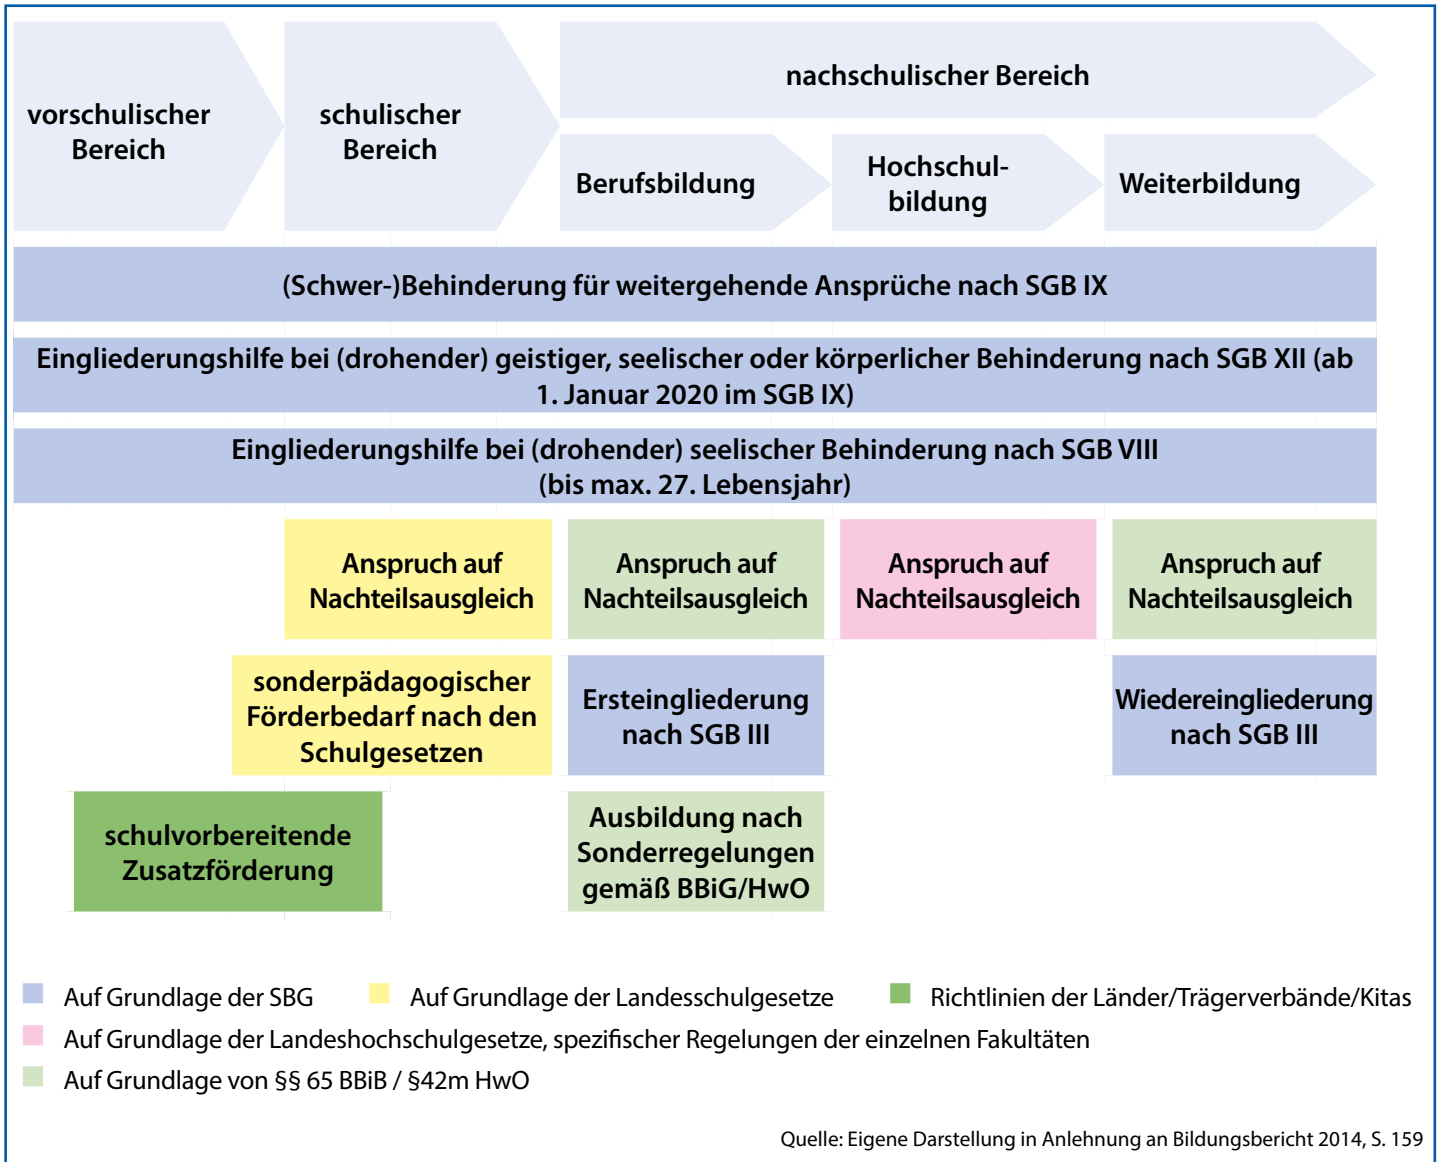 vorschulischer
Bereich
schulischer
Bereich
nachschulischer Bereich
Berufsbildung
Hochschul-
bildung
Weiterbildung
(Schwer-)Behinderung für weitergehende Ansprüche nach SGB IX
Eingliederungshilfe bei (drohender) geistiger, seelischer oder körperlicher Behinderung nach SGB XII (ab
1. Januar 2020 im SGB IX)
Eingliederungshilfe bei (drohender) seelischer Behinderung nach SGB VIII
(bis max. 27. Lebensjahr)
Anspruch auf
Nachteilsausgleich
Anspruch auf
Nachteilsausgleich
Anspruch auf
Nachteilsausgleich
Anspruch auf
Nachteilsausgleich
sonderpädagogischer
Förderbedarf nach den
Schulgesetzen
Ersteingliederung
nach SGB III
Wiedereingliederung
nach SGB III
schulvorbereitende
Zusatzförderung
Ausbildung nach
Sonderregelungen
gemäß BBiG/HwO
Auf Grundlage der SBG
Auf Grundlage der Landesschulgesetze
Richtlinien der Länder/Trägerverbände/Kitas
Auf Grundlage der Landeshochschulgesetze, spezifischer Regelungen der einzelnen Fakultäten
Auf Grundlage von §§ 65 BBiB / §42m HwO
Quelle: Eigene Darstellung in Anlehnung an Bildungsbericht 2014, S. 159